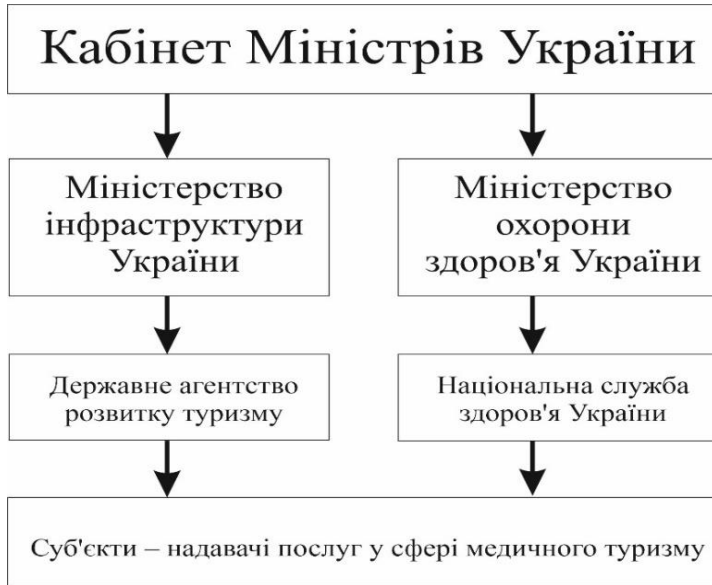 Кабінет Міністрів України
Міністерство
інфраструктури
України
Міністерство
охорони
здоров'я України
Державне агентство
розвитку туризму
Національна служба
здоров'я України
Суб'єкти – надавачі послуг у сфері медичного туризму